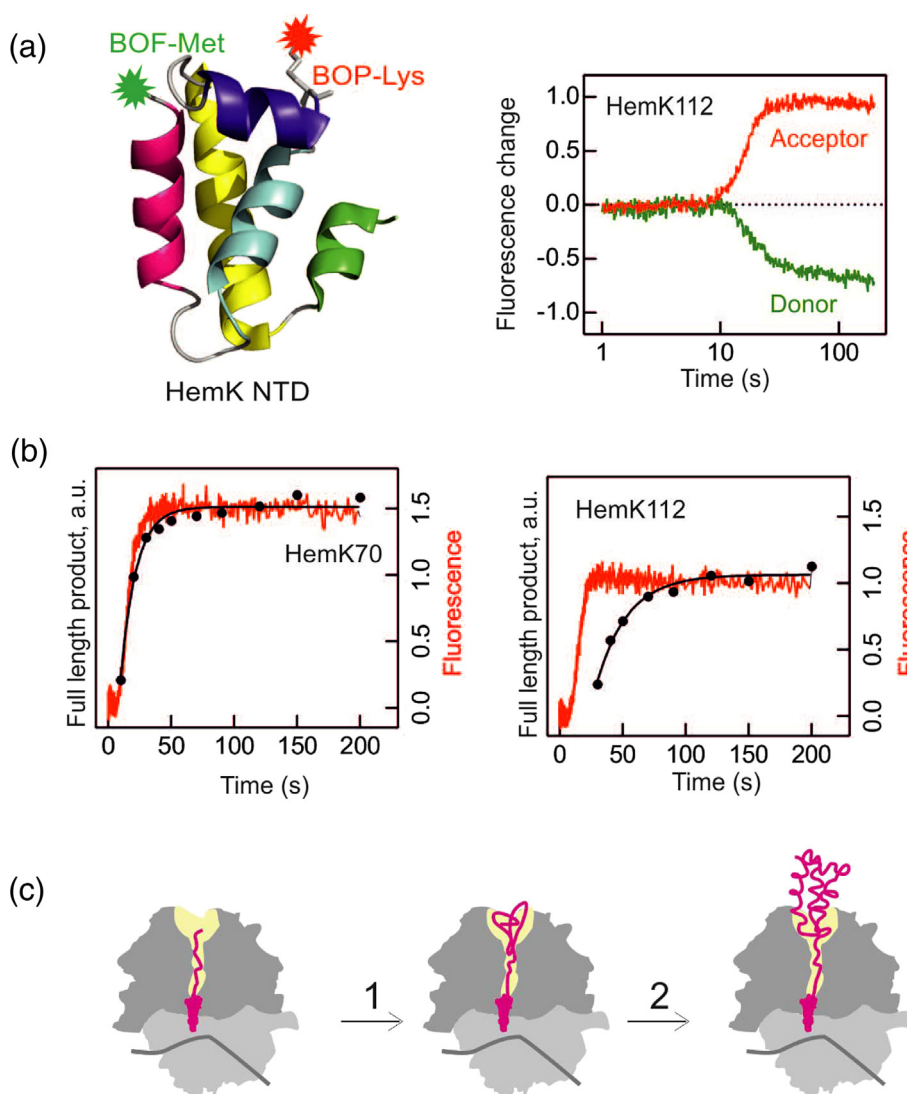 (a)
BOF-Met
BOP-Lys
HemK NTD
Fluorescence change
1.0
0.5
0.0
-0.5
-1.0
HemK112
Acceptor
Donor
1
10
100
Time (s)
(b)
Full length product, a.u.
HemK70
1.5
1.0
0.5
0.0
Fluorescence
0
50
100
150
200
Time (s)
Full length product, a.u.
HemK112
1.5
1.0
0.5
0.0
Fluorescence
0
50
100
150
200
Time (s)
(c)
1
2